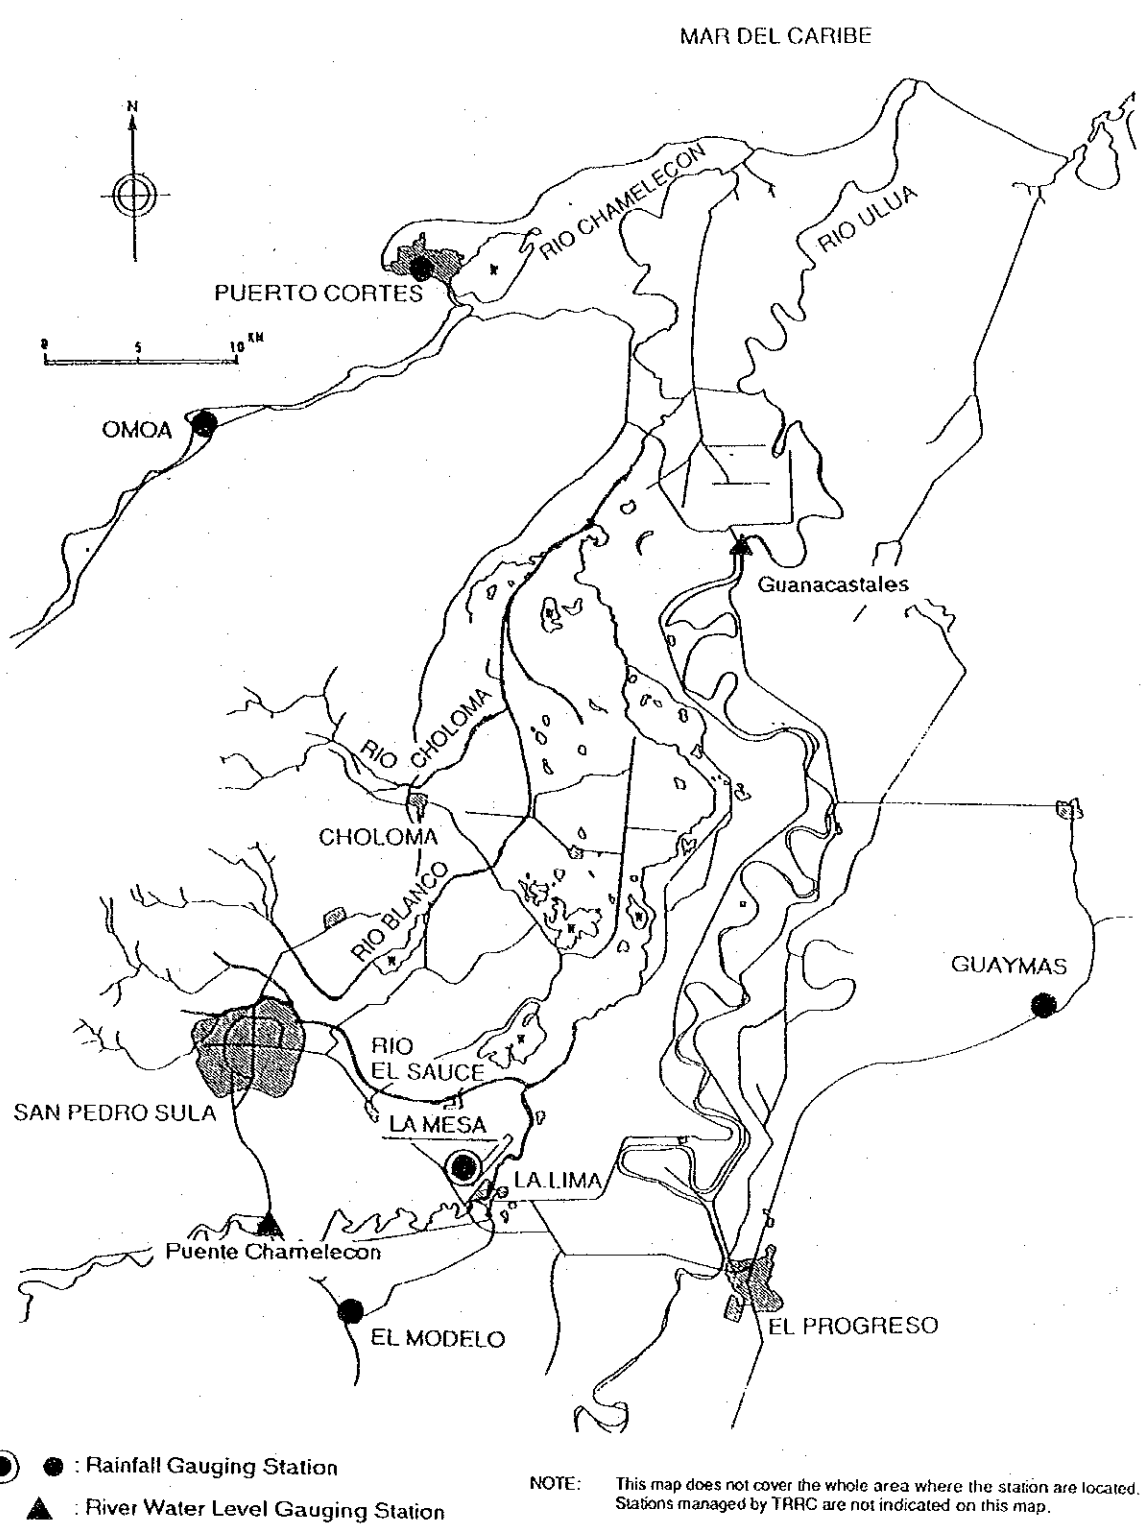 MAR DEL CARIBE
N
RIO CHAMELECON
RIO ULUA
PUERTO CORTES
0 5 10 KM
OMOA
Guanacastales
RIO CHOLOMA
CHOLOMA
RIO BLANCO
GUAYMAS
RIO
EL SAUCE
SAN PEDRO SULA
LA MESA
LA LIMA
Puente Chamelecon
EL MODELO
EL PROGRESO
: Rainfall Gauging Station
: River Water Level Gauging Station
NOTE: This map does not cover the whole area where the station are located.
Stations managed by TRRC are not indicated on this map.